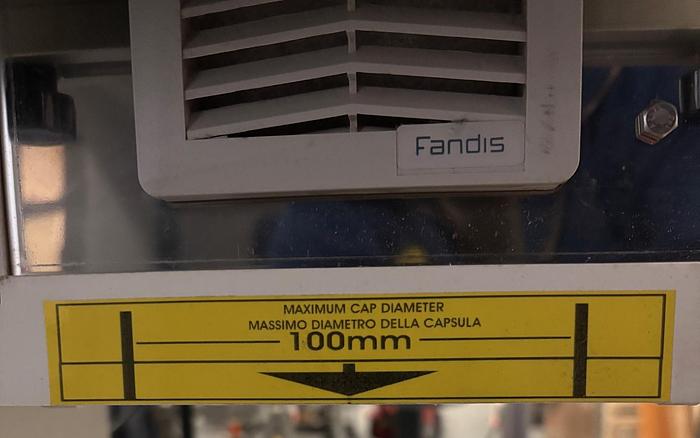 Fandis
MAXIMUM CAP DIAMETER
MASSIMO DIAMETRO DELLA CAPSULA
100mm